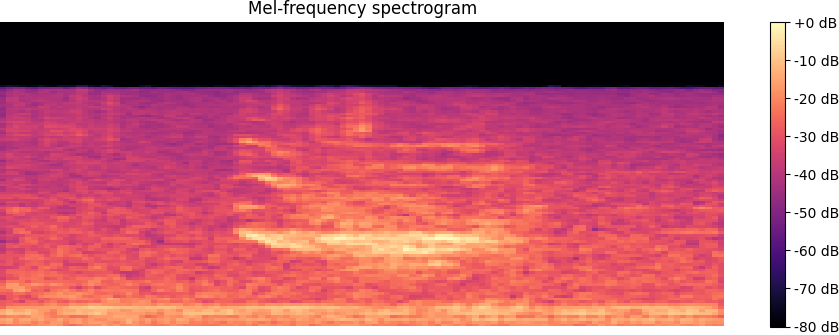 Mel-frequency spectrogram
+0 dB
-10 dB
-20 dB
-30 dB
-40 dB
-50 dB
-60 dB
-70 dB
-80 dB